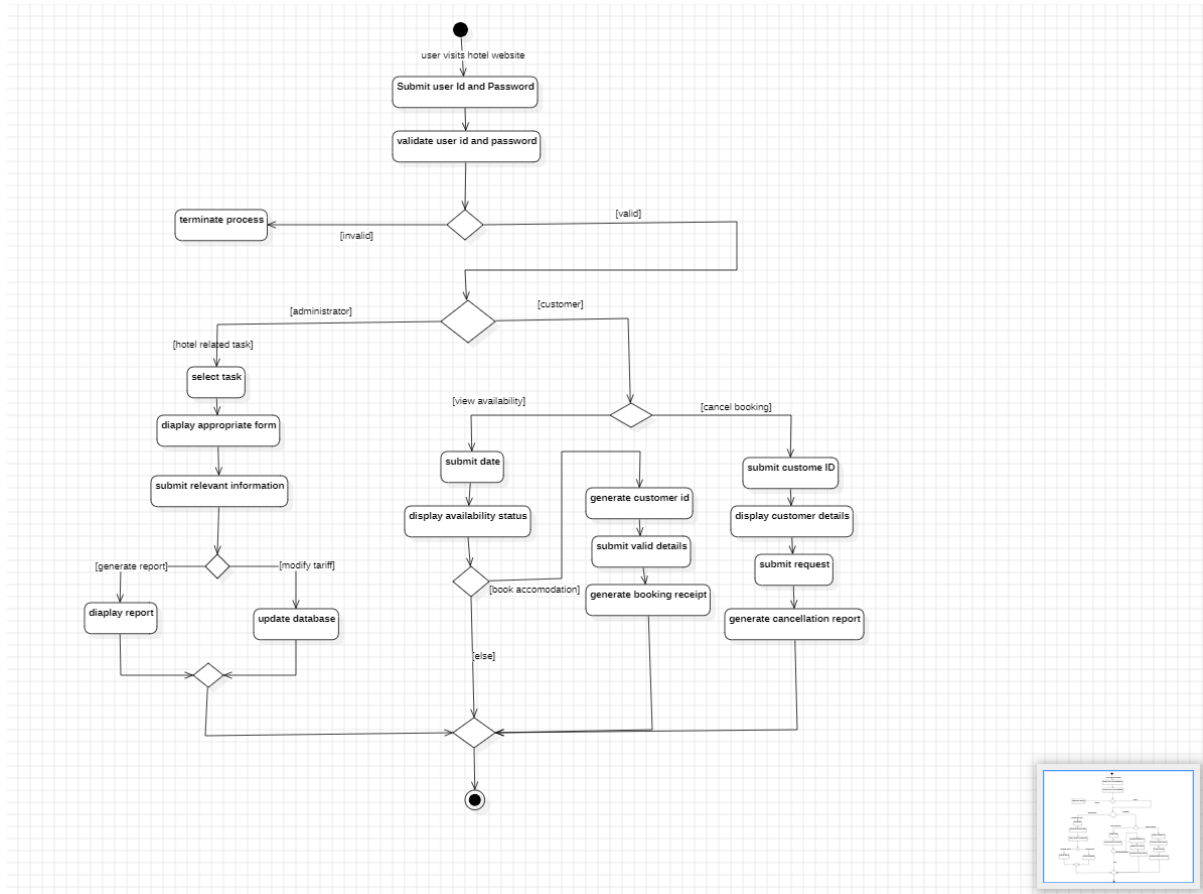 user visits hotel website
Submit user Id and Password
validate user id and password
terminate process
[invalid]
[valid]
[administrator]
[customer]
[hotel related task]
select task
diaplay appropriate form
submit relevant information
[generate report]
[modify tariff]
diaplay report
update database
[view availability]
[cancel booking]
submit date
display availability status
[book accomodation]
[else]
generate customer id
submit valid details
generate booking receipt
submit custome ID
display customer details
submit request
generate cancellation report